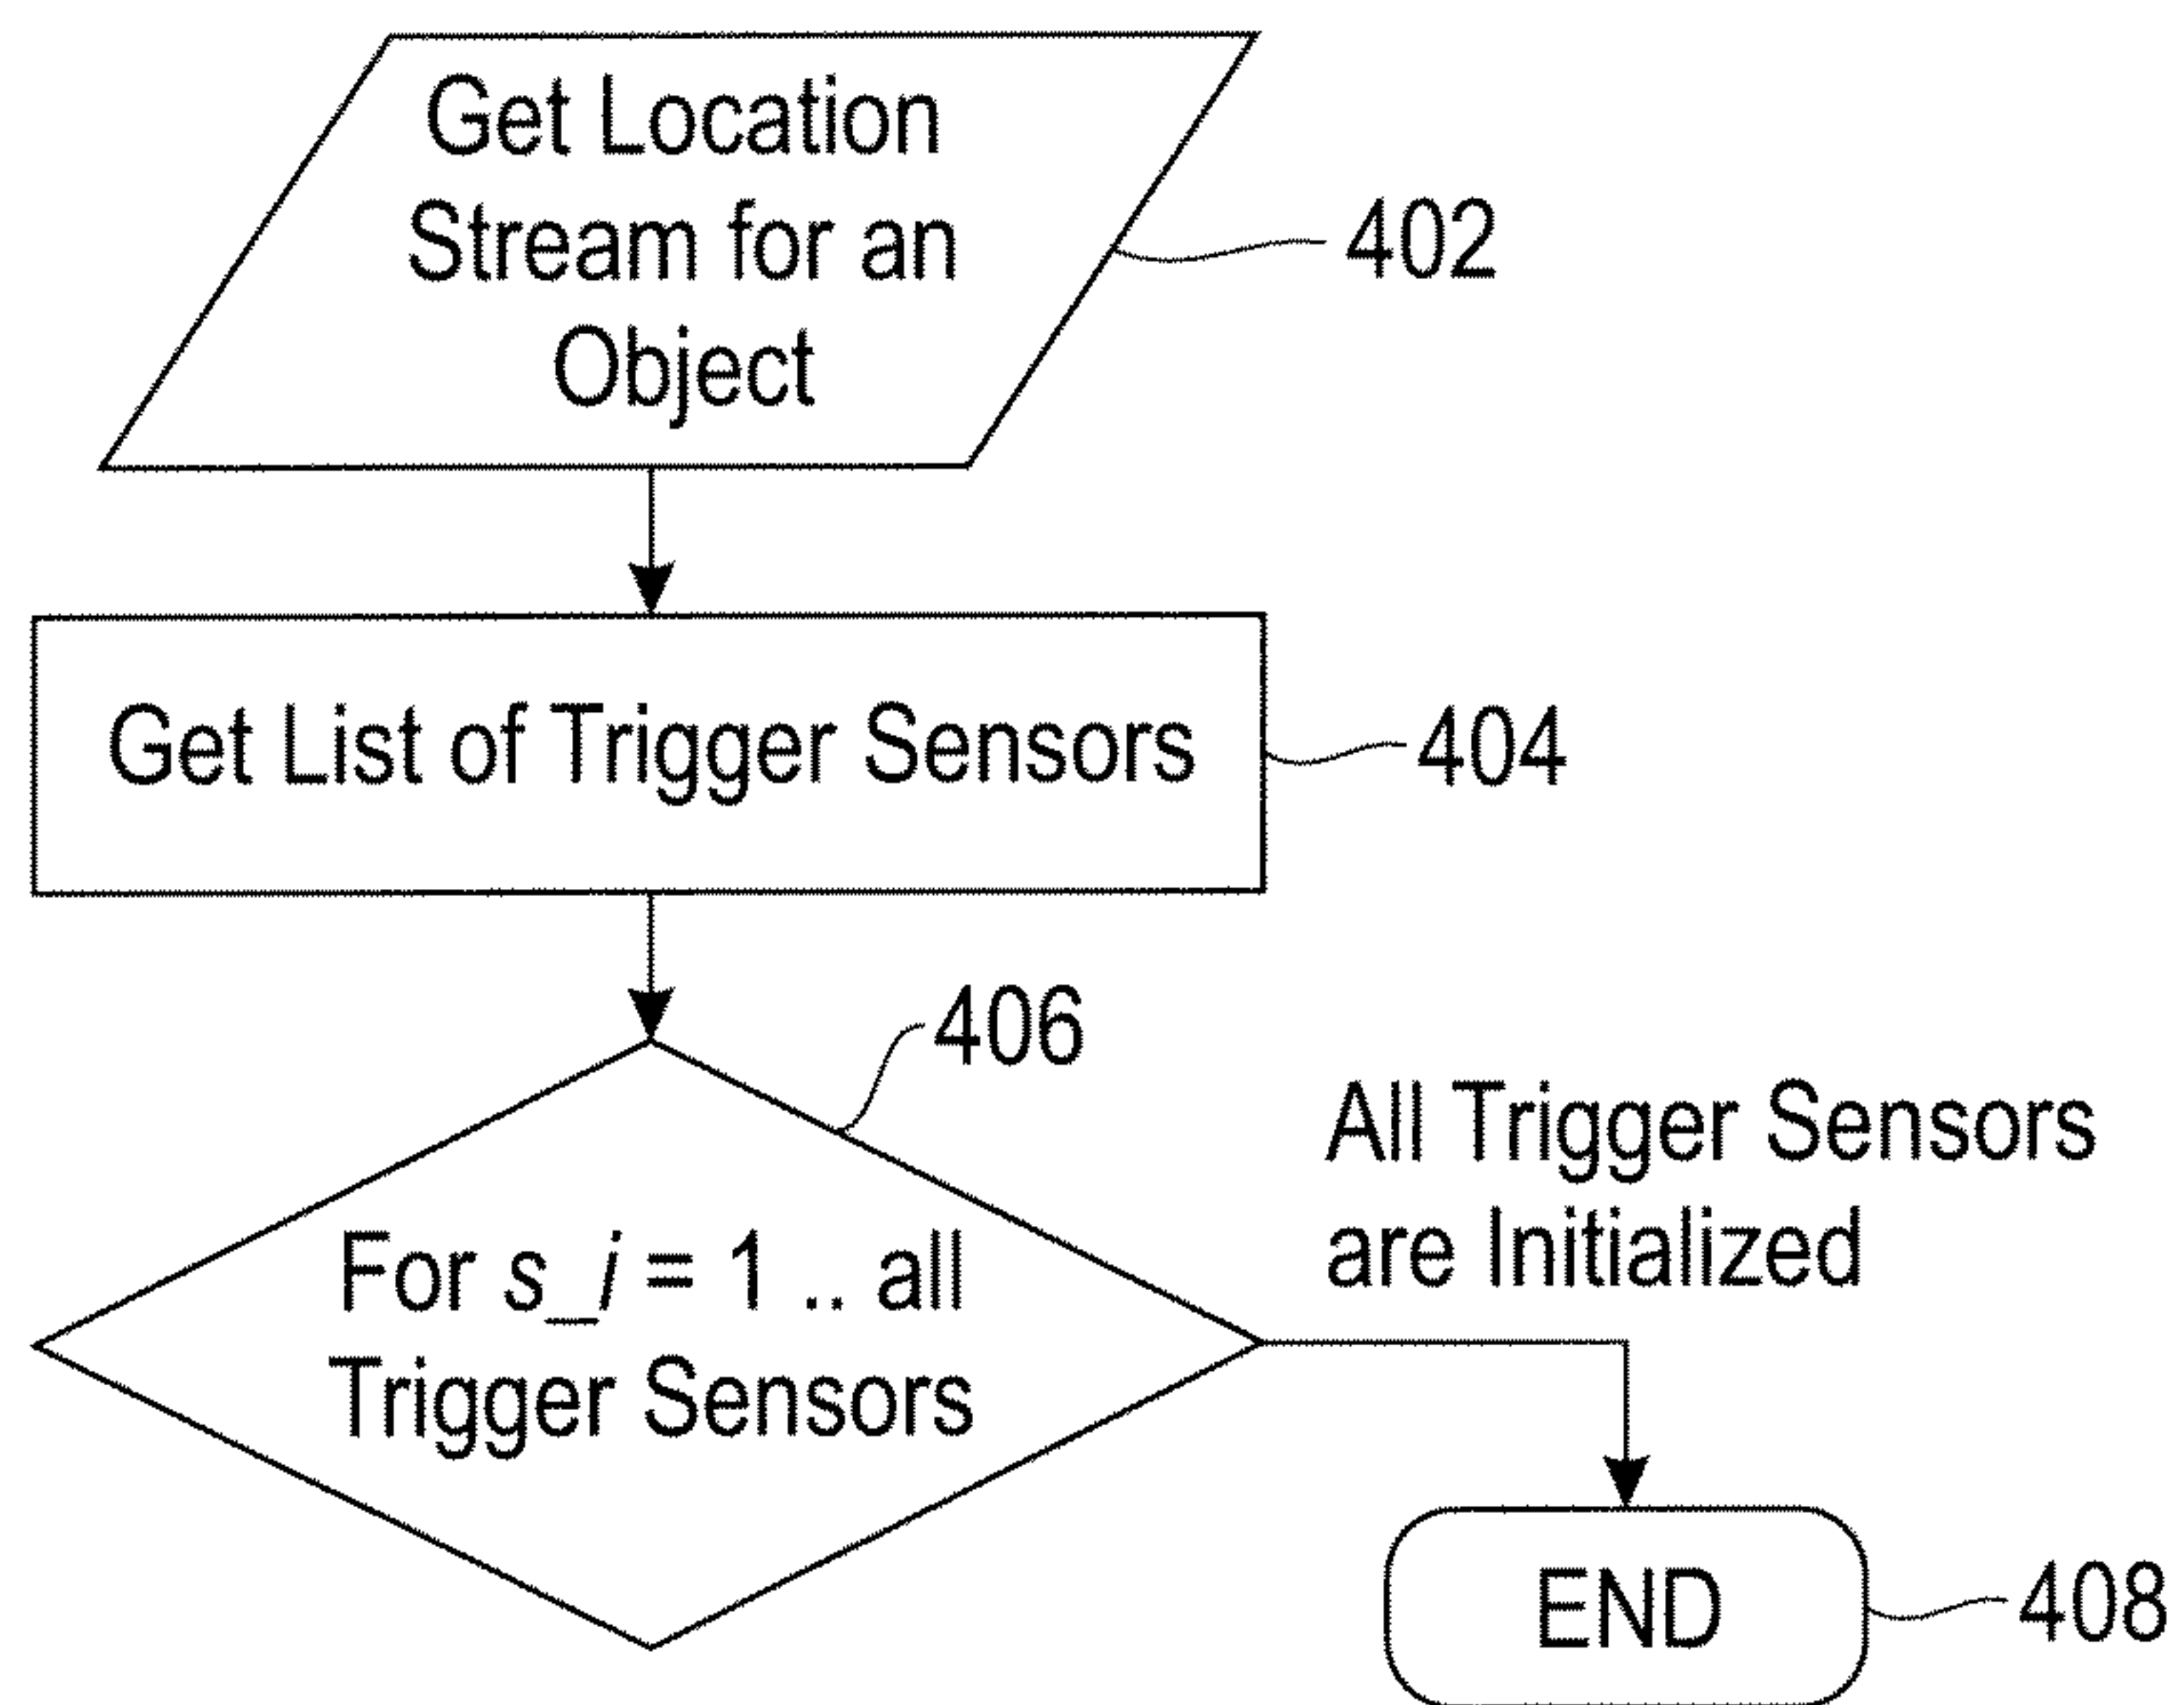 Get Location
Stream for an
Object
402
Get List of Trigger Sensors
404
406
For s_i = 1 .. all
Trigger Sensors
All Trigger Sensors
are Initialized
END
408